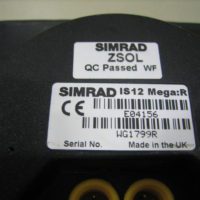 SIMRAD
ZSOL
QC Passed WF
SIMRAD IS12 Mega:R
CE
E04156
WG1799R
Serial No. Made in the UK